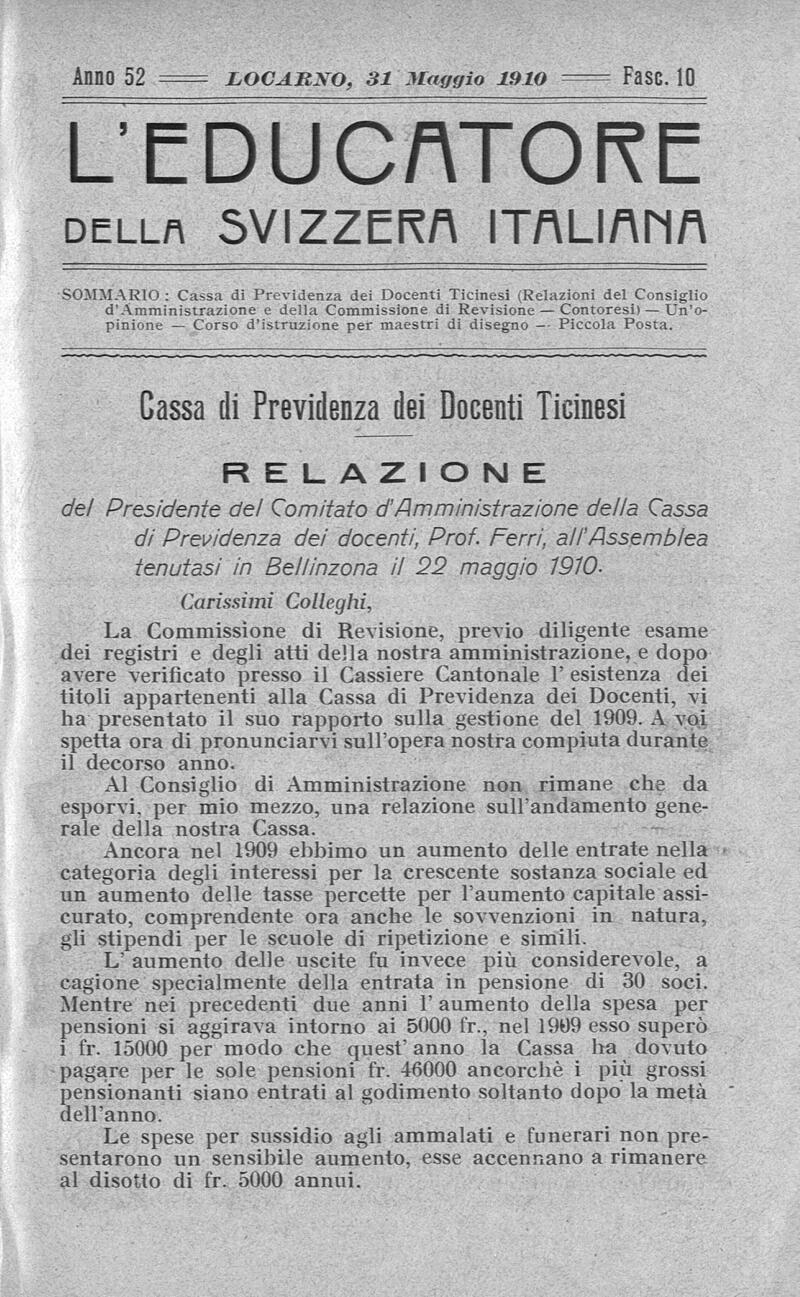 Anno 52 — LOCARNO, 31 Maggio 1910 — Fasc. 10
L'EDUCATORE
DELLA SVIZZERA ITALIANA
SOMMARIO : Cassa di Previdenza dei Docenti Ticinesi (Relazioni del Consiglio
d'Amministrazione e della Commissione di Revisione — Contoresi) — Un'o-
pinione — Corso d'istruzione per maestri di disegno — Piccola Posta.
Cassa di Previdenza dei Docenti Ticinesi
RELAZIONE
del Presidente del Comitato d'Amministrazione della Cassa
di Previdenza dei docenti, Prof. Ferri, all'Assemblea
tenutasi in Bellinzona il 22 maggio 1910.
Carissimi Colleghi,
La Commissione di Revisione, previo diligente esame
dei registri e degli atti della nostra amministrazione, e dopo
avere verificato presso il Cassiere Cantonale l' esistenza dei
titoli appartenenti alla Cassa di Previdenza dei Docenti, vi
ha presentato il suo rapporto sulla gestione del 1909. A voi
spetta ora di pronunciarvi sull'opera nostra compiuta durante
il decorso anno.
Al Consiglio di Amministrazione non rimane che da
esporvi, per mio mezzo, una relazione sull'andamento gene-
rale della nostra Cassa.
Ancora nel 1909 ebbimo un aumento delle entrate nella
categoria degli interessi per la crescente sostanza sociale ed
un aumento delle tasse percette per l'aumento capitale assi-
curato, comprendente ora anche le sovvenzioni in natura,
gli stipendi per le scuole di ripetizione e simili.
L' aumento delle uscite fu invece più considerevole, a
cagione specialmente della entrata in pensione di 30 soci.
Mentre nei precedenti due anni l' aumento della spesa per
pensioni si aggirava intorno ai 5000 fr., nel 1909 esso superò
i fr. 15000 per modo che quest' anno la Cassa ha dovuto
pagare per le sole pensioni fr. 46000 ancorchè i più grossi
pensionanti siano entrati al godimento soltanto dopo la metà
dell'anno.
Le spese per sussidio agli ammalati e funerari non pre-
sentarono un sensibile aumento, esse accennano a rimanere
al disotto di fr. 5000 annui.